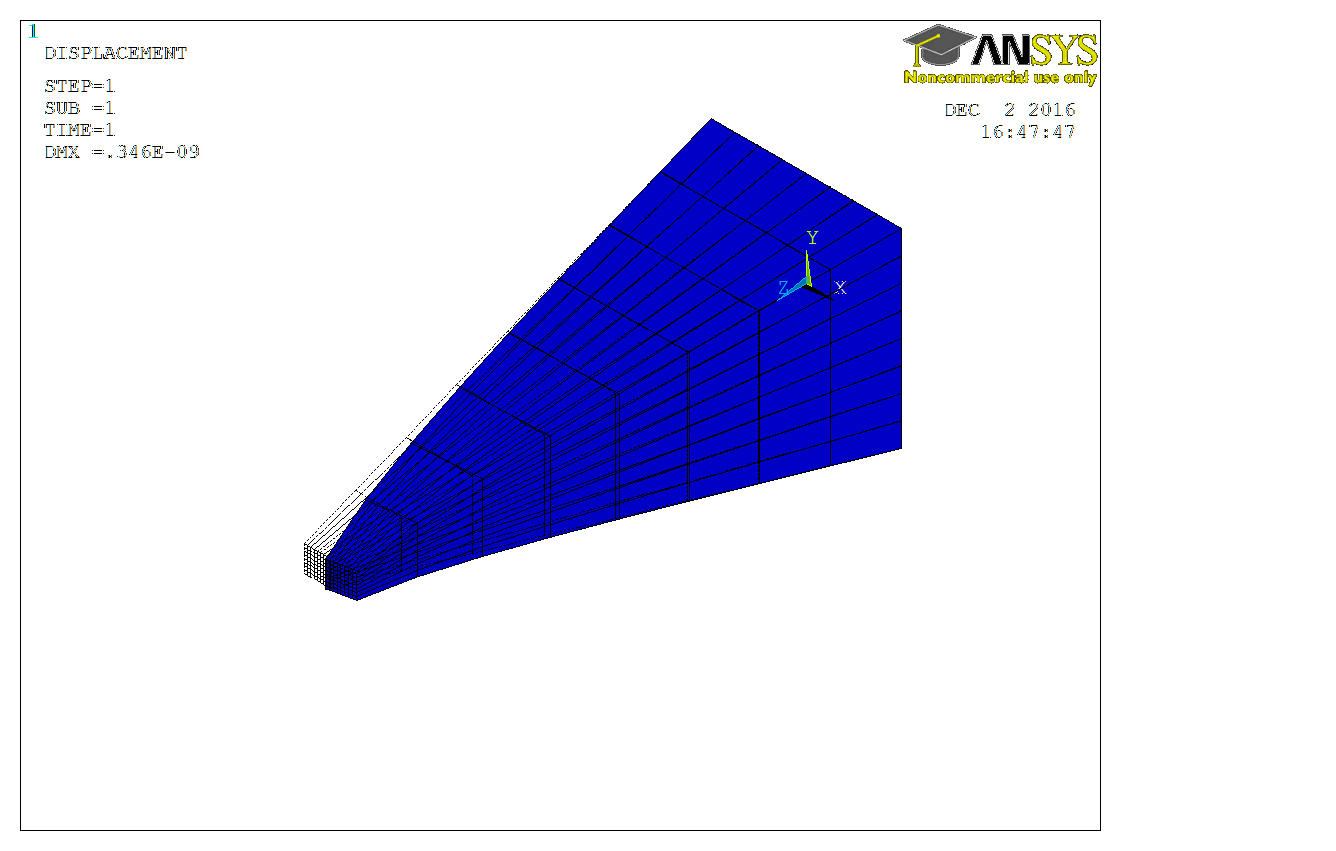 1
DISPLACEMENT
STEP=1
SUB =1
TIME=1
DMX =.346E-09
ANSYS
Noncommercial use only
DEC  2 2016
16:47:47
Y
Z
X